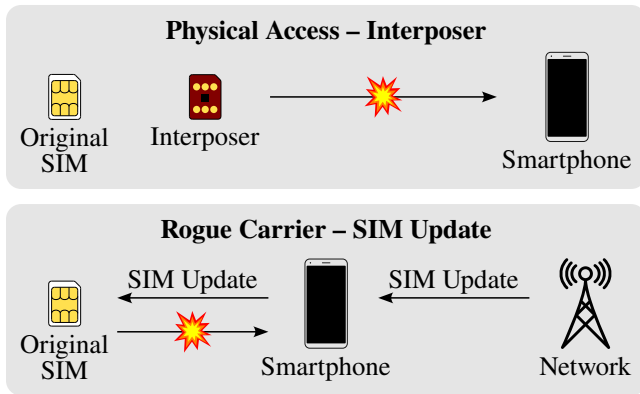 Physical Access – Interposer
Original
SIM
Interposer
Smartphone
Rogue Carrier – SIM Update
SIM Update
SIM Update
Original
SIM
Smartphone
Network